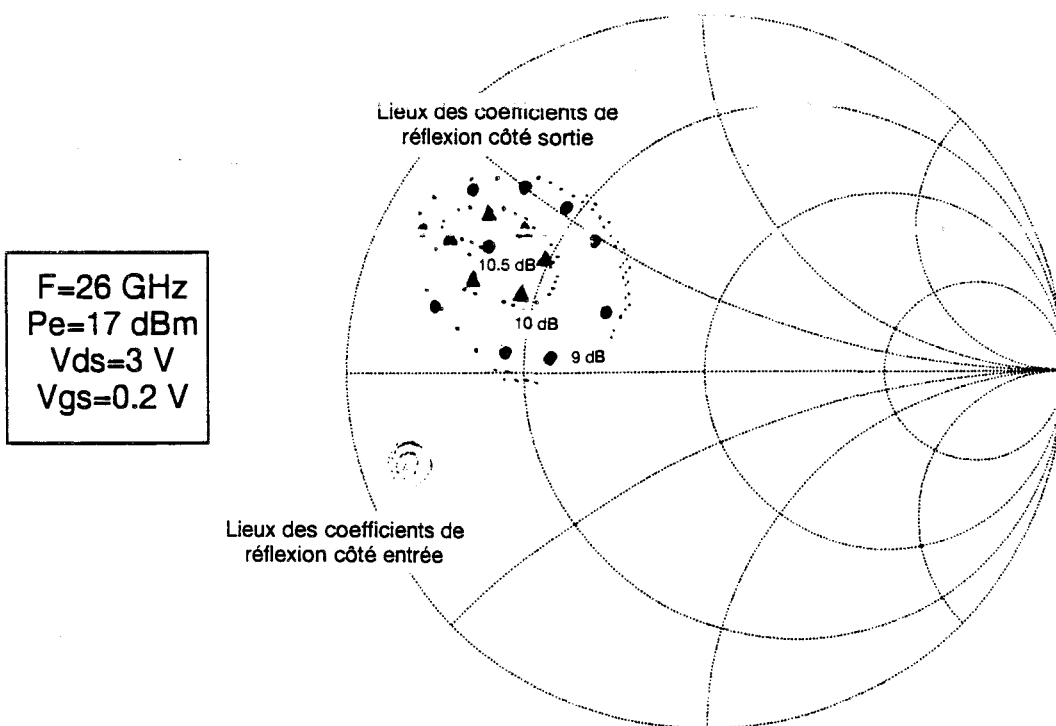 Lieux des coefficients de
réflexion côté sortie
10.5 dB
10 dB
9 dB
F=26 GHz
Pe=17 dBm
Vds=3 V
Vgs=0.2 V
Lieux des coefficients de
réflexion côté entrée